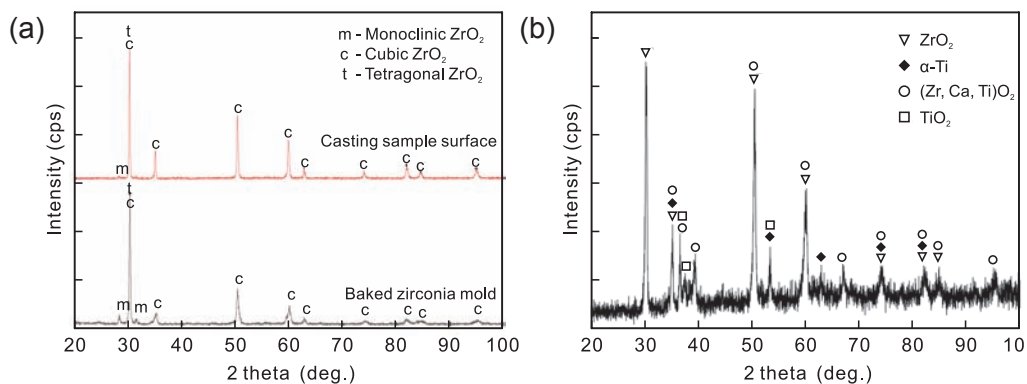 (a)
m - Monoclinic ZrO₂
c - Cubic ZrO₂
t - Tetragonal ZrO₂
t
c
c
c
c
Casting sample surface
m
c
c
c
c
c
t
c
m
m
c
c
c
c
Baked zirconia mold
c
c
c
c
Intensity (cps)
20 30 40 50 60 70 80 90 100
2 theta (deg.)
(b)
▽ ZrO₂
◆ α-Ti
○ (Zr, Ca, Ti)O₂
□ TiO₂
Intensity (cps)
20 30 40 50 60 70 80 90 100
2 theta (deg.)